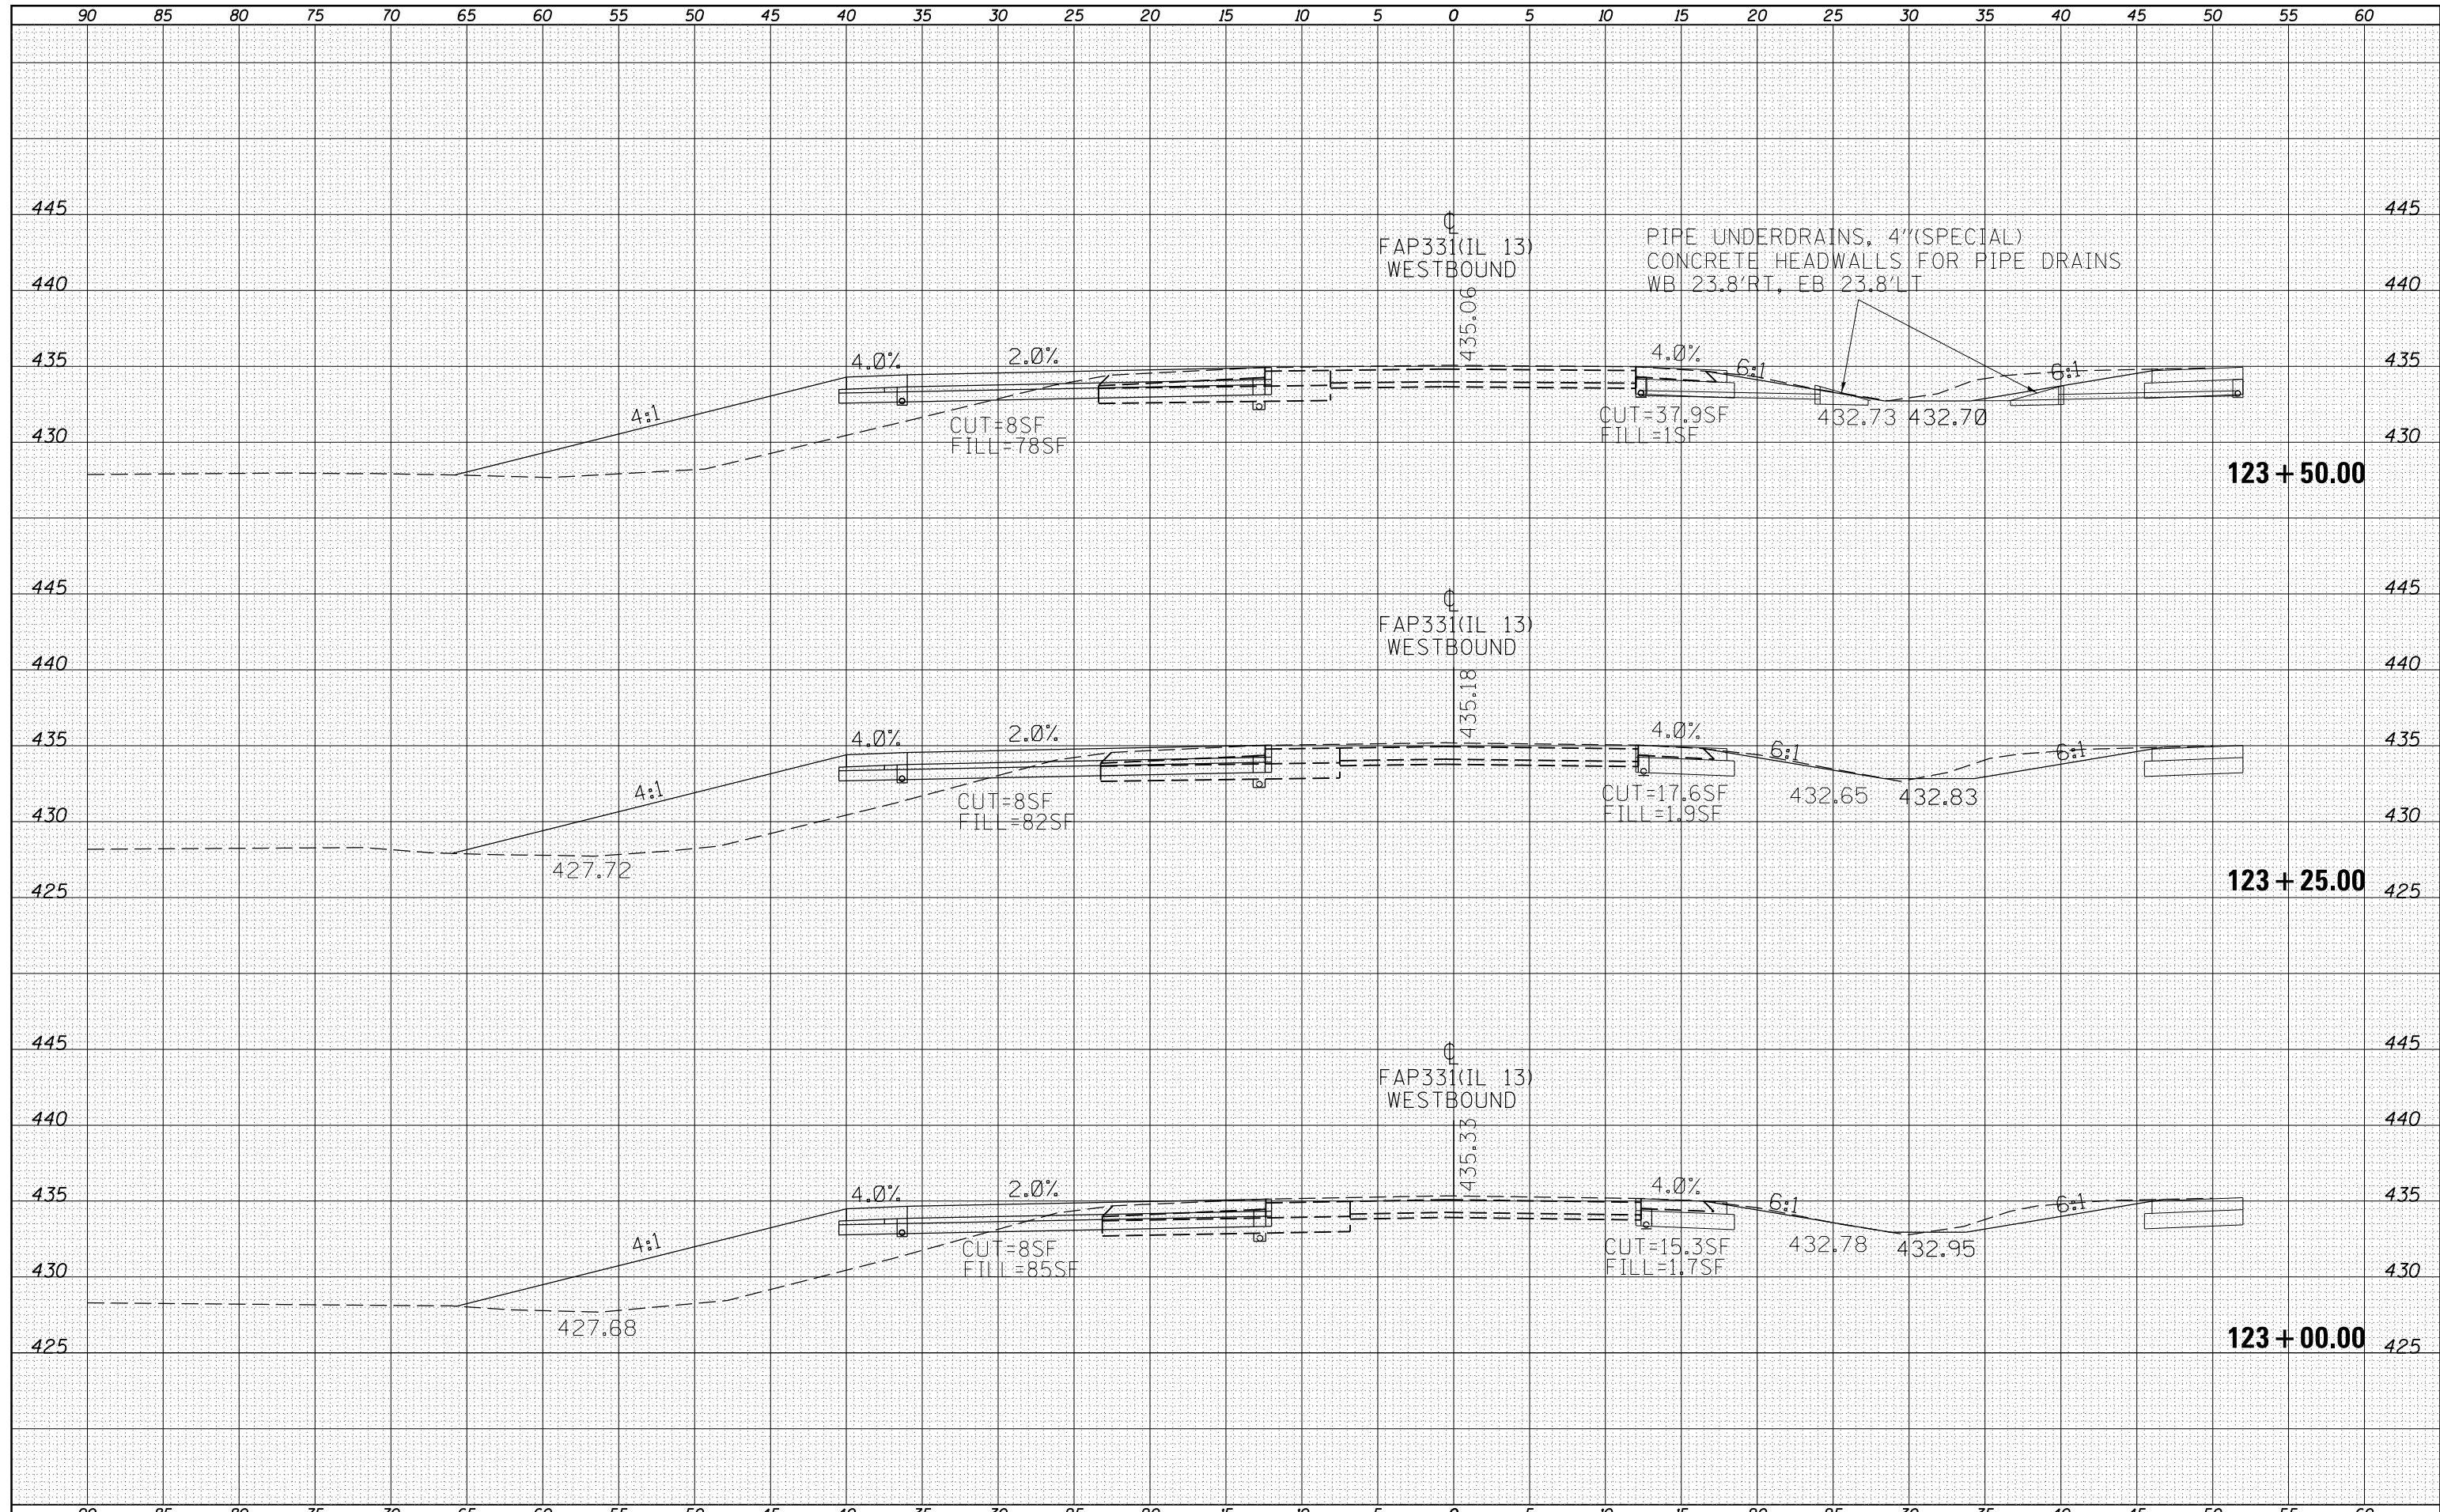 90 85 80 75 70 65 60 55 50 45 40 35 30 25 20 15 10 5 0 5 10 15 20 25 30 35 40 45 50 55 60
445 445
℄
FAP331(IL 13)
WESTBOUND
435.06
PIPE UNDERDRAINS, 4"(SPECIAL)
CONCRETE HEADWALLS FOR PIPE DRAINS
WB 23.8'RT, EB 23.8'LT
440 440
435 435
4:1
4.0%
2.0%
4.0%
6:1
6:1
CUT=8SF
FILL=78SF
CUT=37.9SF
FILL=1SF
432.73 432.70
430 430
123+50.00
445 445
℄
FAP331(IL 13)
WESTBOUND
435.18
440 440
435 435
4:1
4.0%
2.0%
4.0%
6:1
6:1
CUT=8SF
FILL=82SF
CUT=17.6SF
FILL=1.9SF
432.65 432.83
430 430
427.72
123+25.00
425 425
445 445
℄
FAP331(IL 13)
WESTBOUND
435.33
440 440
435 435
4:1
4.0%
2.0%
4.0%
6:1
6:1
CUT=8SF
FILL=85SF
CUT=15.3SF
FILL=1.7SF
432.78 432.95
430 430
427.68
123+00.00
425 425